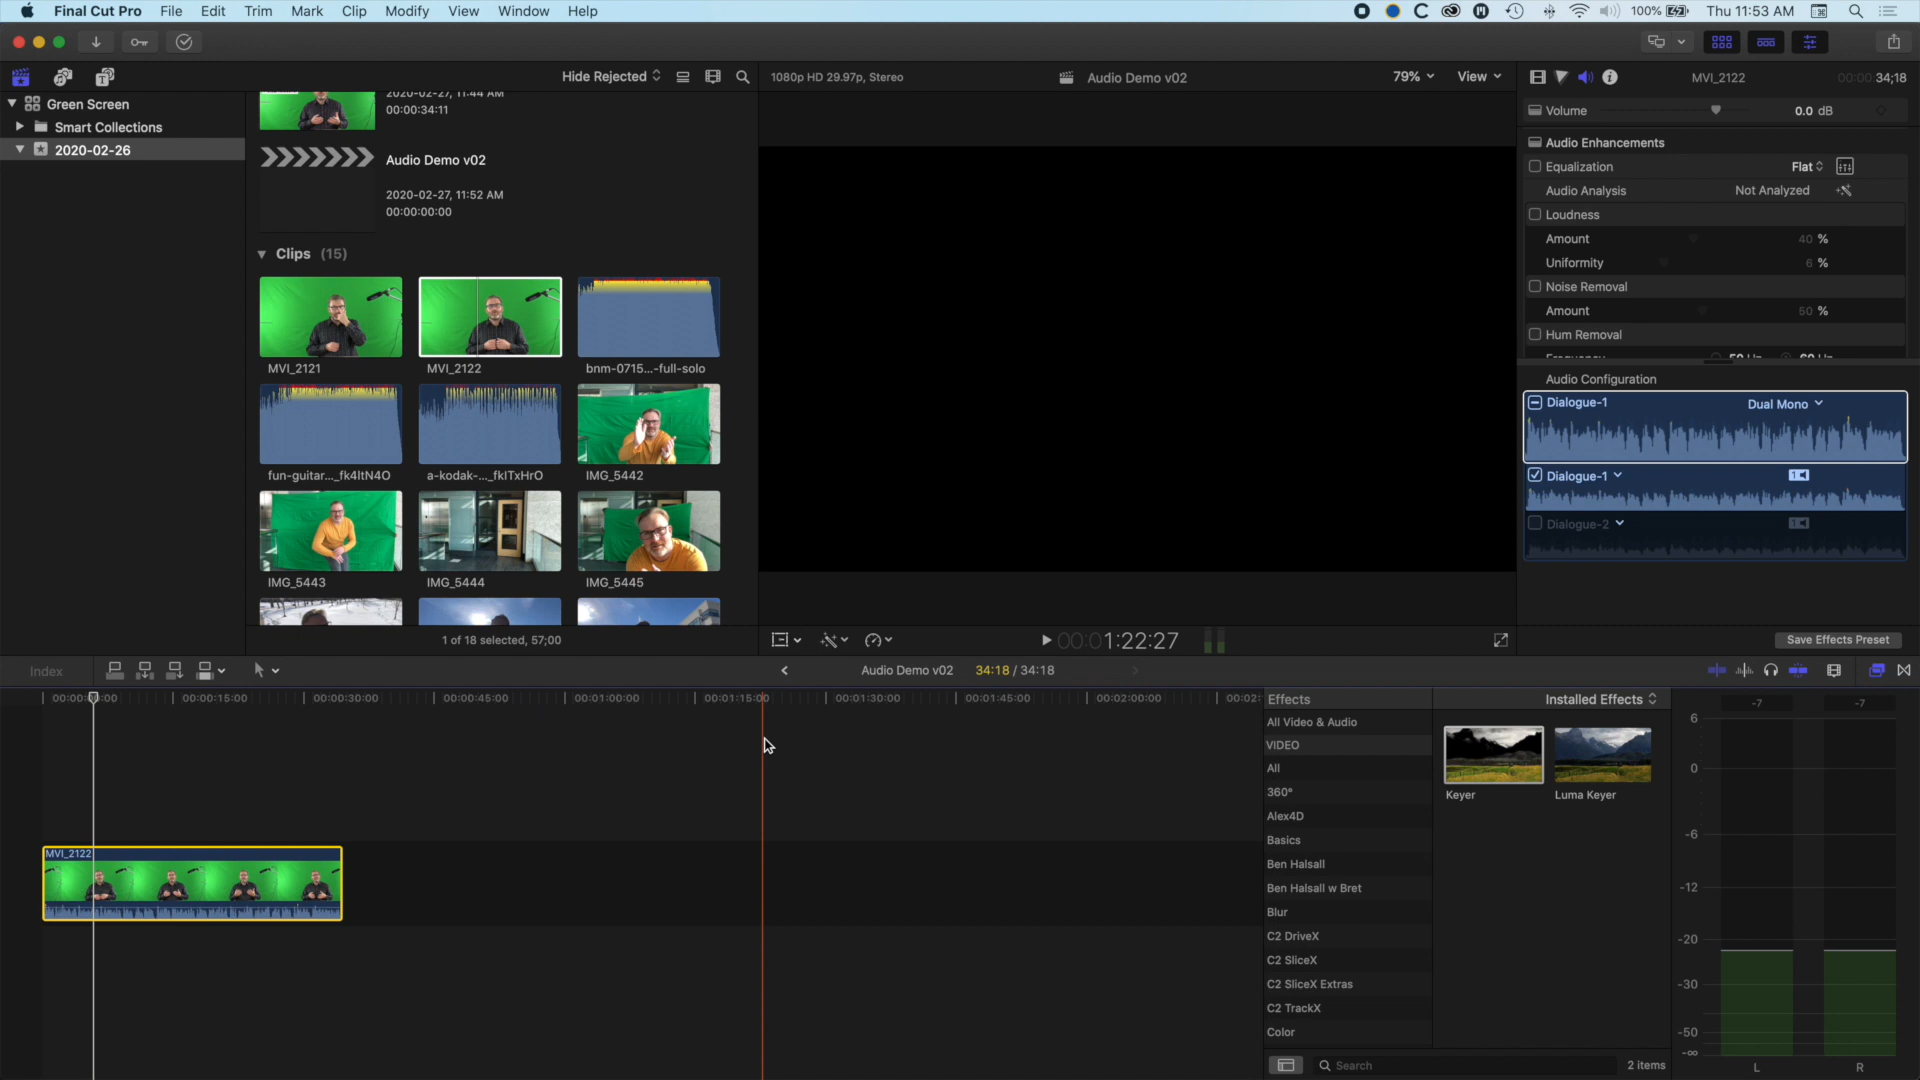 Final Cut Pro File Edit Trim Mark Clip Modify View Window Help 100% Thu 11:53 AM
Hide Rejected 1080p HD 29.97p, Stereo Audio Demo v02 79% View MVI_2122 00:00:34;18
Green Screen
Smart Collections
2020-02-26
2020-02-27, 11:44 AM
00:00:34:11
Audio Demo v02
2020-02-27, 11:52 AM
00:00:00:00
Clips (15)
MVI_2121 MVI_2122 bnm-0715...-full-solo
fun-guitar..._fk4ltN4O a-kodak-..._fklTxHrO IMG_5442
IMG_5443 IMG_5444 IMG_5445
1 of 18 selected, 57;00
Volume 0.0 dB
Audio Enhancements
Equalization Flat
Audio Analysis Not Analyzed
Loudness
Amount 40 %
Uniformity 6 %
Noise Removal
Amount 50 %
Hum Removal
Frequency 50 Hz 60 Hz
Audio Configuration
Dialogue-1 Dual Mono
Dialogue-1 1
Dialogue-2 1
00:01:22:27
Save Effects Preset
Index Audio Demo v02 34:18 / 34:18
00:00:00:00 00:00:15:00 00:00:30:00 00:00:45:00 00:01:00:00 00:01:15:00 00:01:30:00 00:01:45:00 00:02:00:00 00:02:
MVI_2122
Effects Installed Effects
All Video & Audio
VIDEO
All
360°
Alex4D
Basics
Ben Halsall
Ben Halsall w Bret
Blur
C2 DriveX
C2 SliceX
C2 SliceX Extras
C2 TrackX
Color
Keyer Luma Keyer
Search 2 items
-7 -7
6
0
-6
-12
-20
-30
-50
-∞
L R